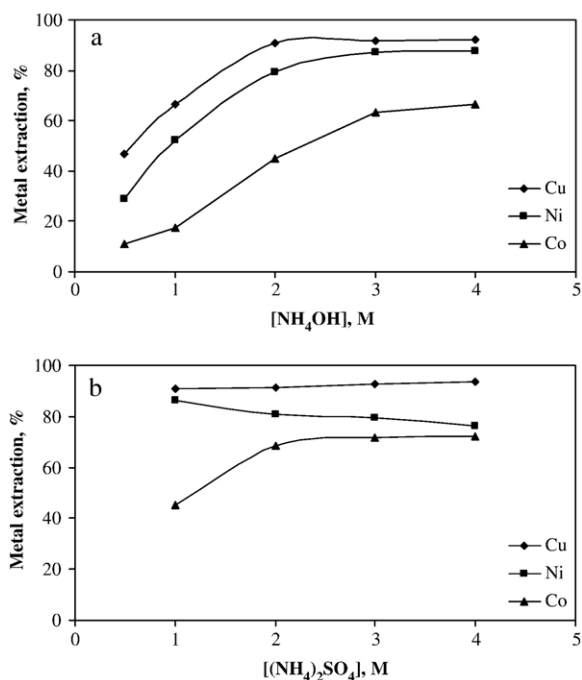 a
100
80
60
40
20
0
Metal extraction, %
Cu
Ni
Co
0 1 2 3 4 5
[NH₄OH], M
b
100
80
60
40
20
0
Metal extraction, %
Cu
Ni
Co
0 1 2 3 4 5
[(NH₄)₂SO₄], M